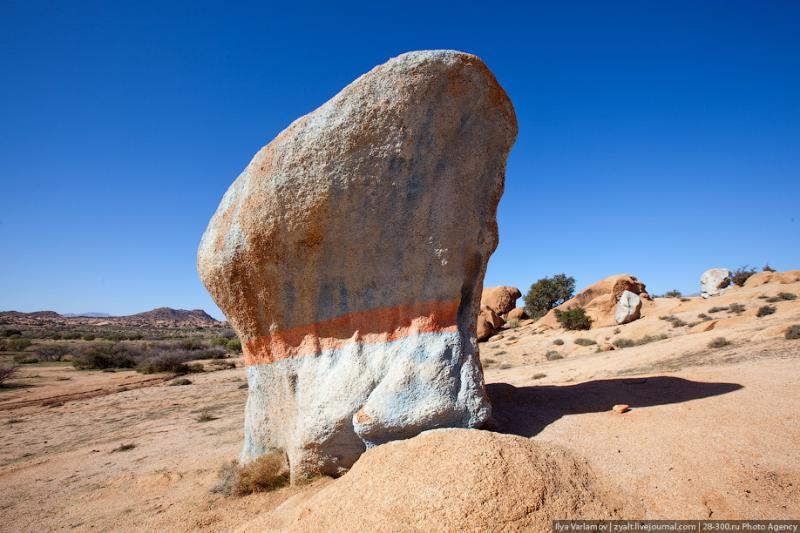 Ilya Varlamov | zyalt.livejournal.com | 28-300.ru Photo Agency